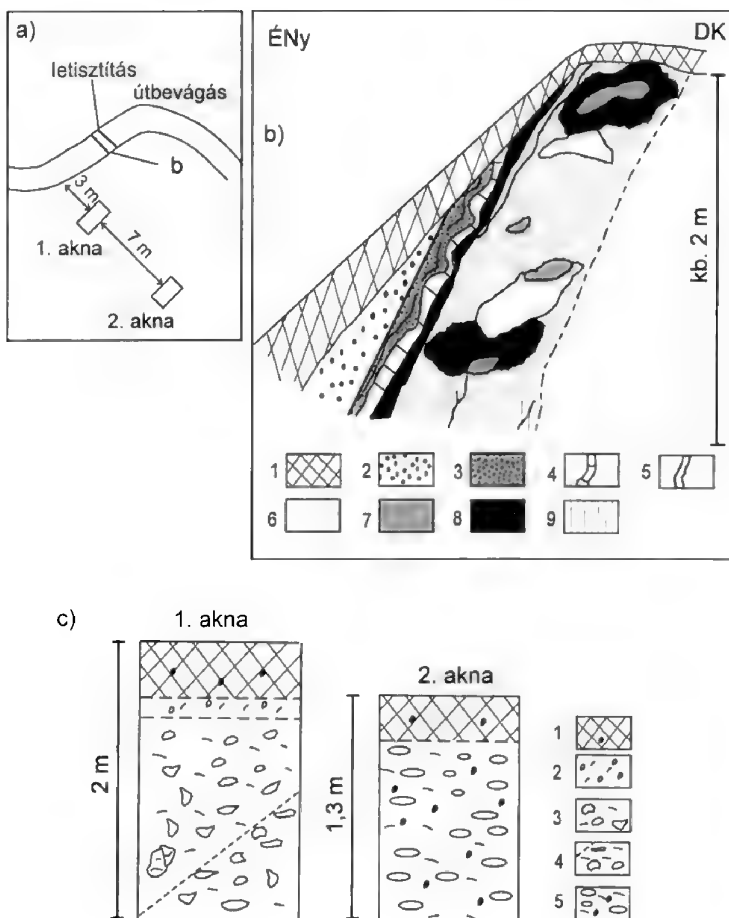 a)
letisztítás
útbevágás
b
3 m
1. akna
7 m
2. akna
ÉNy
DK
b)
kb. 2 m
1
2
3
4
5
6
7
8
9
c)
1. akna
2 m
2. akna
1,3 m
1
2
3
4
5